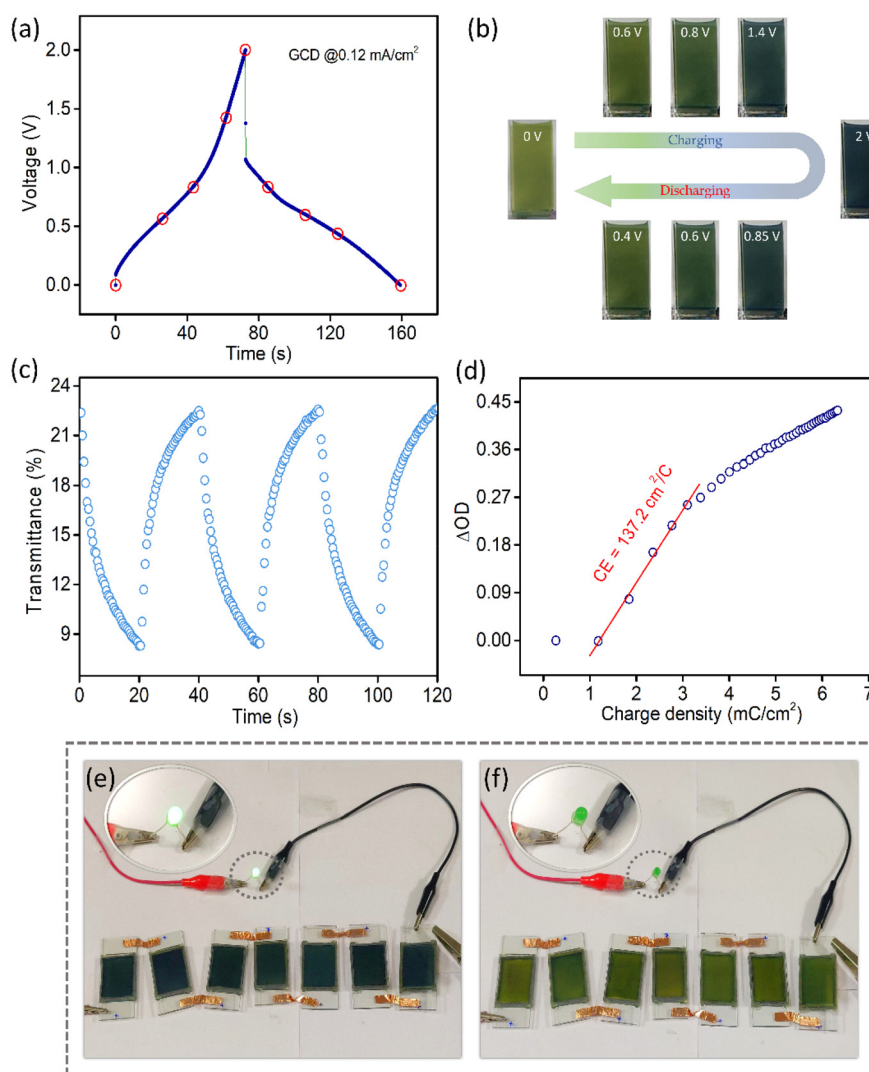 (a)
GCD @0.12 mA/cm²
Voltage (V)
2.0
1.5
1.0
0.5
0.0
0
40
80
120
160
Time (s)
(b)
0.6 V
0.8 V
1.4 V
0 V
Charging
2 V
Discharging
0.4 V
0.6 V
0.85 V
(c)
Transmittance (%)
24
21
18
15
12
9
0
20
40
60
80
100
120
Time (s)
(d)
ΔOD
0.45
0.36
0.27
0.18
0.09
0.00
CE = 137.2 cm²/C
0
1
2
3
4
5
6
7
Charge density (mC/cm²)
(e)
(f)